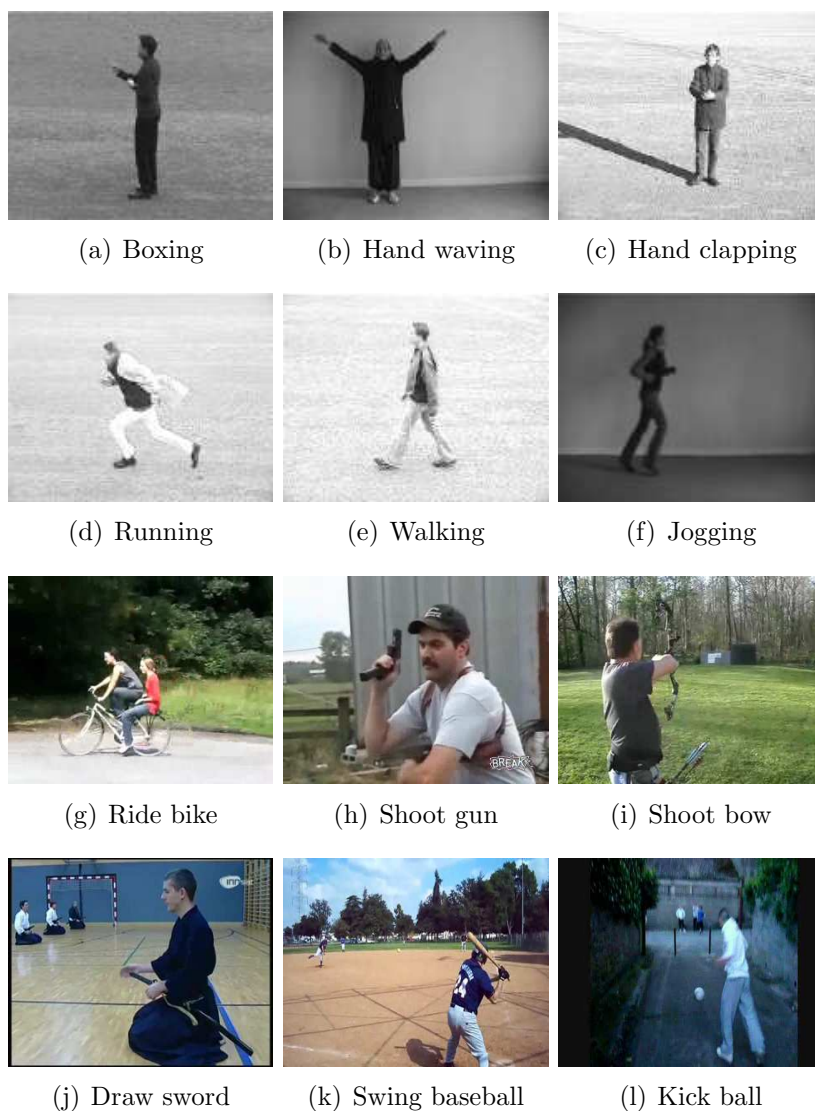 (a) Boxing
(b) Hand waving
(c) Hand clapping
(d) Running
(e) Walking
(f) Jogging
BREAK
(g) Ride bike
(h) Shoot gun
(i) Shoot bow
24
(j) Draw sword
(k) Swing baseball
(l) Kick ball